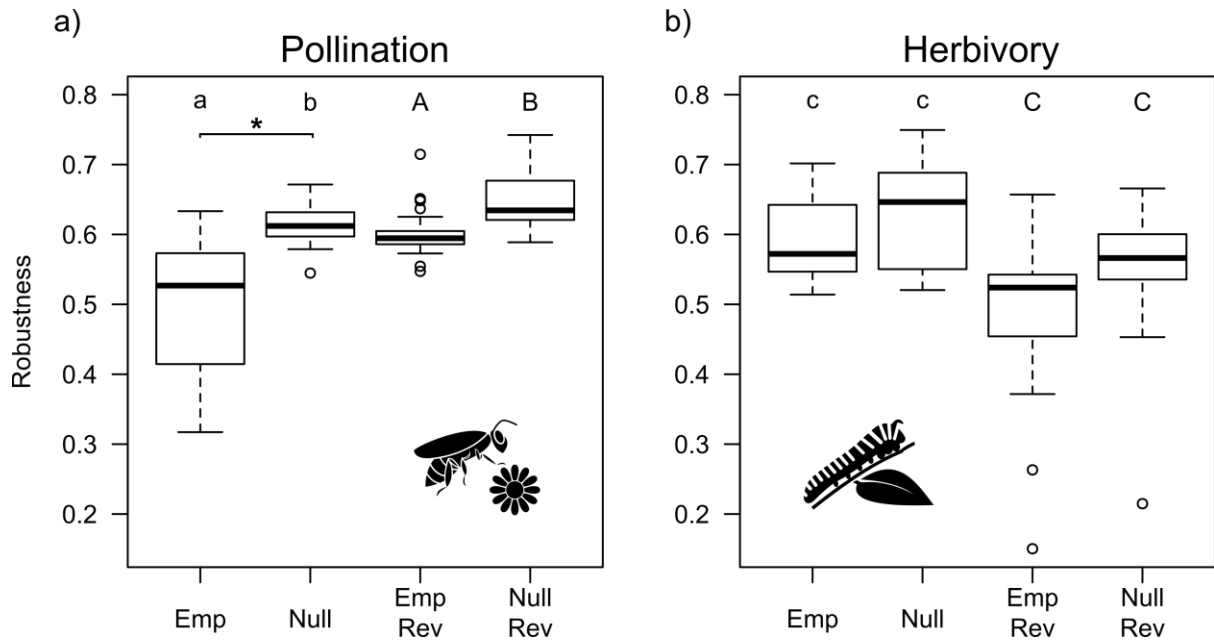 a)
Pollination
Robustness
0.8
0.7
0.6
0.5
0.4
0.3
0.2
a b A B
*
Emp Null Emp Rev Null Rev
b)
Herbivory
0.8
0.7
0.6
0.5
0.4
0.3
0.2
c c C C
Emp Null Emp Rev Null Rev